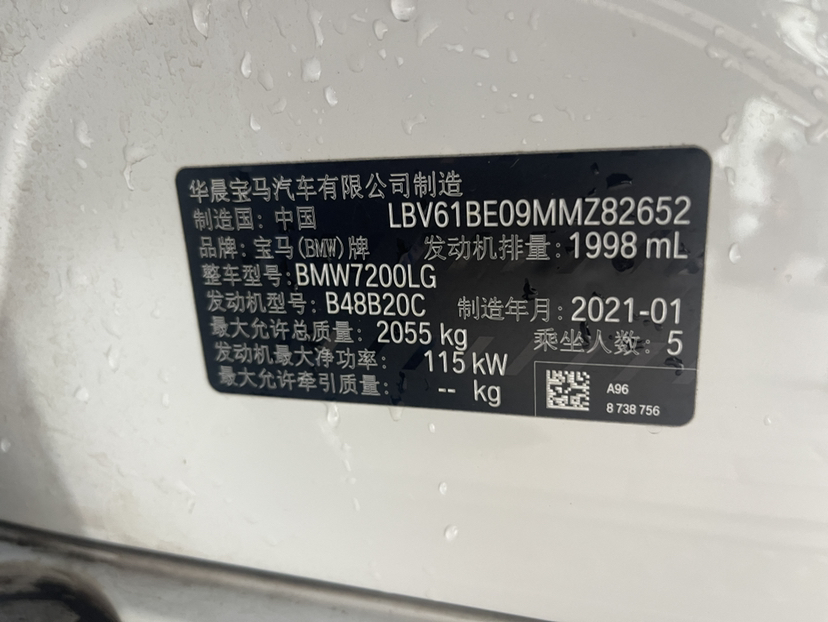 华晨宝马汽车有限公司制造
制造国: 中国 LBV61BE09MMZ82652
品牌: 宝马(BMW)牌 发动机排量: 1998 mL
整车型号: BMW7200LG
发动机型号: B48B20C 制造年月: 2021-01
最大允许总质量: 2055 kg 乘坐人数: 5
发动机最大净功率: 115 kW
最大允许牵引质量: -- kg
A96
8 738 756